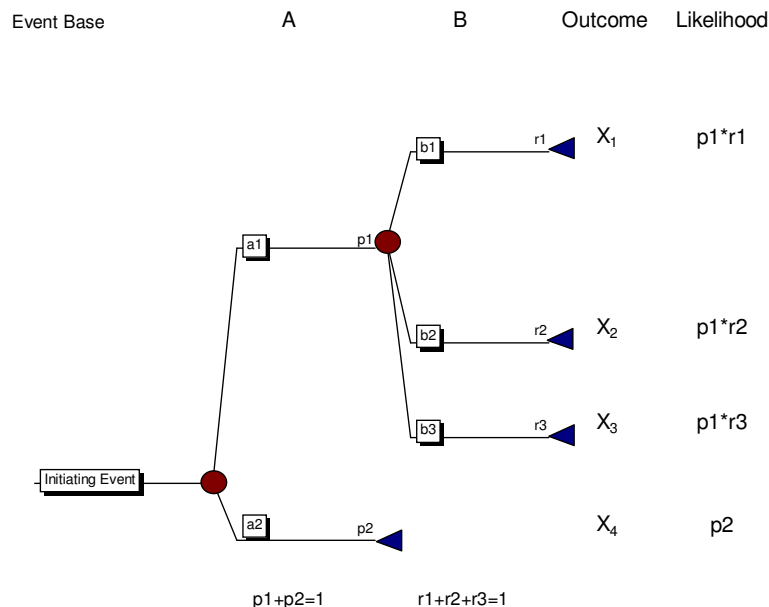 Event Base A B Outcome Likelihood
b1 r1 X₁ p1*r1
a1 p1
b2 r2 X₂ p1*r2
b3 r3 X₃ p1*r3
Initiating Event
a2 p2 X₄ p2
p1+p2=1 r1+r2+r3=1